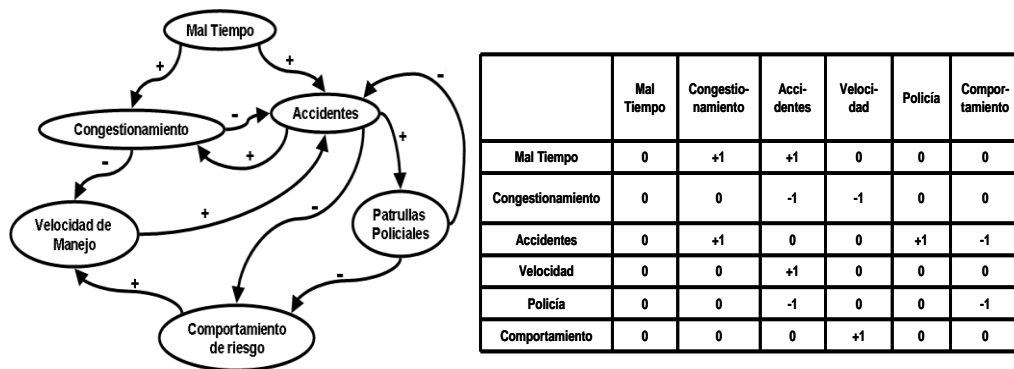 Mal Tiempo
+
+
-
Congestionamiento
-
Accidentes
+
+
-
Velocidad de
Manejo
+
-
Patrullas
Policiales
-
+
Comportamiento
de riesgo
Mal
Tiempo
Congestio-
namiento
Acci-
dentes
Veloci-
dad
Policía
Compor-
tamiento
Mal Tiempo 0 +1 +1 0 0 0
Congestionamiento 0 0 -1 -1 0 0
Accidentes 0 +1 0 0 +1 -1
Velocidad 0 0 +1 0 0 0
Policía 0 0 -1 0 0 -1
Comportamiento 0 0 0 +1 0 0